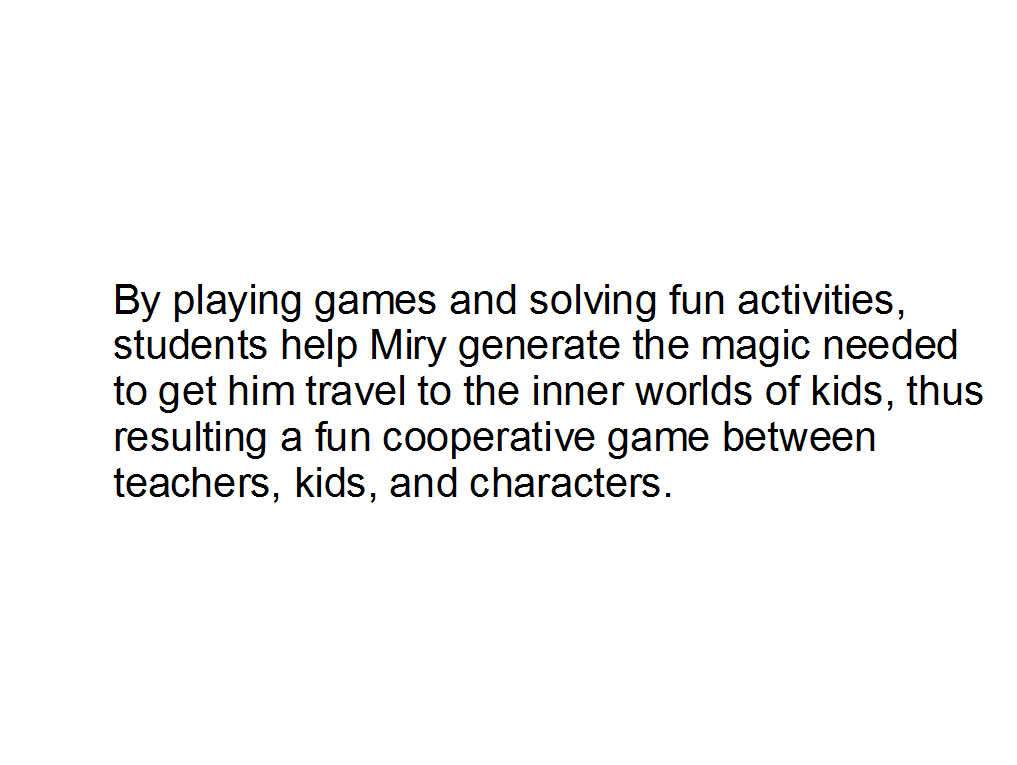 By playing games and solving fun activities,
students help Miry generate the magic needed
to get him travel to the inner worlds of kids, thus
resulting a fun cooperative game between
teachers, kids, and characters.